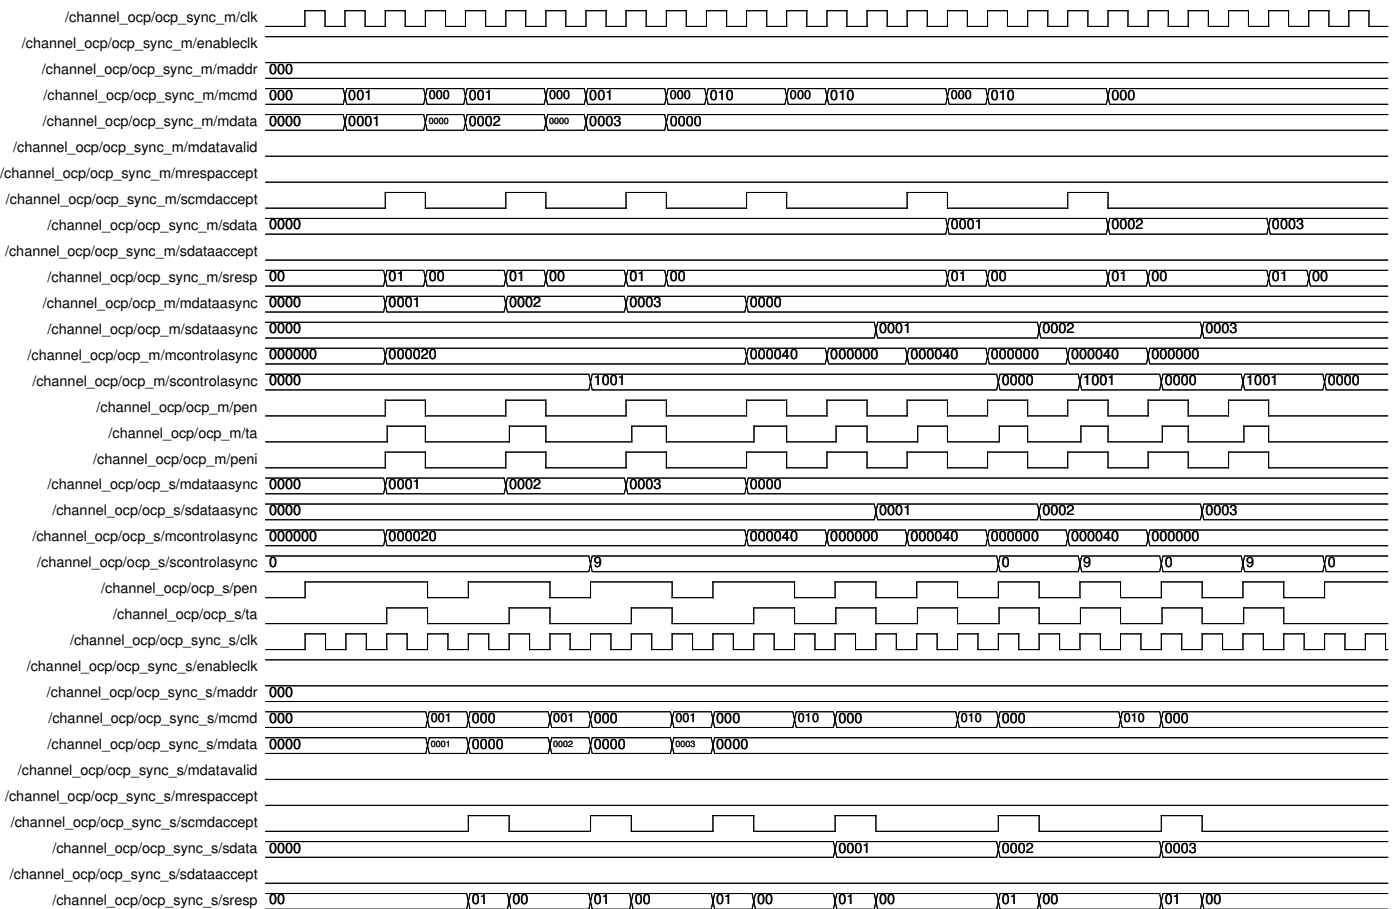 /channel_ocp/ocp_sync_m/clk
/channel_ocp/ocp_sync_m/enableclk
/channel_ocp/ocp_sync_m/maddr 000
/channel_ocp/ocp_sync_m/mcmd 000 001 000 001 000 001 000 010 000 010 000 010 000
/channel_ocp/ocp_sync_m/mdata 0000 0001 0000 0002 0000 0003 0000
/channel_ocp/ocp_sync_m/mdatavalid
/channel_ocp/ocp_sync_m/mrespaccept
/channel_ocp/ocp_sync_m/scmdaccept
/channel_ocp/ocp_sync_m/sdata 0000 0001 0002 0003
/channel_ocp/ocp_sync_m/sdataaccept
/channel_ocp/ocp_sync_m/sresp 00 01 00 01 00 01 00 01 00 01 00 01 00
/channel_ocp/ocp_m/mdataasync 0000 0001 0002 0003 0000
/channel_ocp/ocp_m/sdataasync 0000 0001 0002 0003
/channel_ocp/ocp_m/mcontrolasync 000000 000020 000040 000000 000040 000000 000040 000000
/channel_ocp/ocp_m/scontrolasync 0000 1001 0000 1001 0000 1001 0000
/channel_ocp/ocp_m/pen
/channel_ocp/ocp_m/ta
/channel_ocp/ocp_m/peni
/channel_ocp/ocp_s/mdataasync 0000 0001 0002 0003 0000
/channel_ocp/ocp_s/sdataasync 0000 0001 0002 0003
/channel_ocp/ocp_s/mcontrolasync 000000 000020 000040 000000 000040 000000 000040 000000
/channel_ocp/ocp_s/scontrolasync 0 9 0 9 0 9 0
/channel_ocp/ocp_s/pen
/channel_ocp/ocp_s/ta
/channel_ocp/ocp_sync_s/clk
/channel_ocp/ocp_sync_s/enableclk
/channel_ocp/ocp_sync_s/maddr 000
/channel_ocp/ocp_sync_s/mcmd 000 001 000 001 000 001 000 010 000 010 000 010 000
/channel_ocp/ocp_sync_s/mdata 0000 0001 0000 0002 0000 0003 0000
/channel_ocp/ocp_sync_s/mdatavalid
/channel_ocp/ocp_sync_s/mrespaccept
/channel_ocp/ocp_sync_s/scmdaccept
/channel_ocp/ocp_sync_s/sdata 0000 0001 0002 0003
/channel_ocp/ocp_sync_s/sdataaccept
/channel_ocp/ocp_sync_s/sresp 00 01 00 01 00 01 00 01 00 01 00 01 00